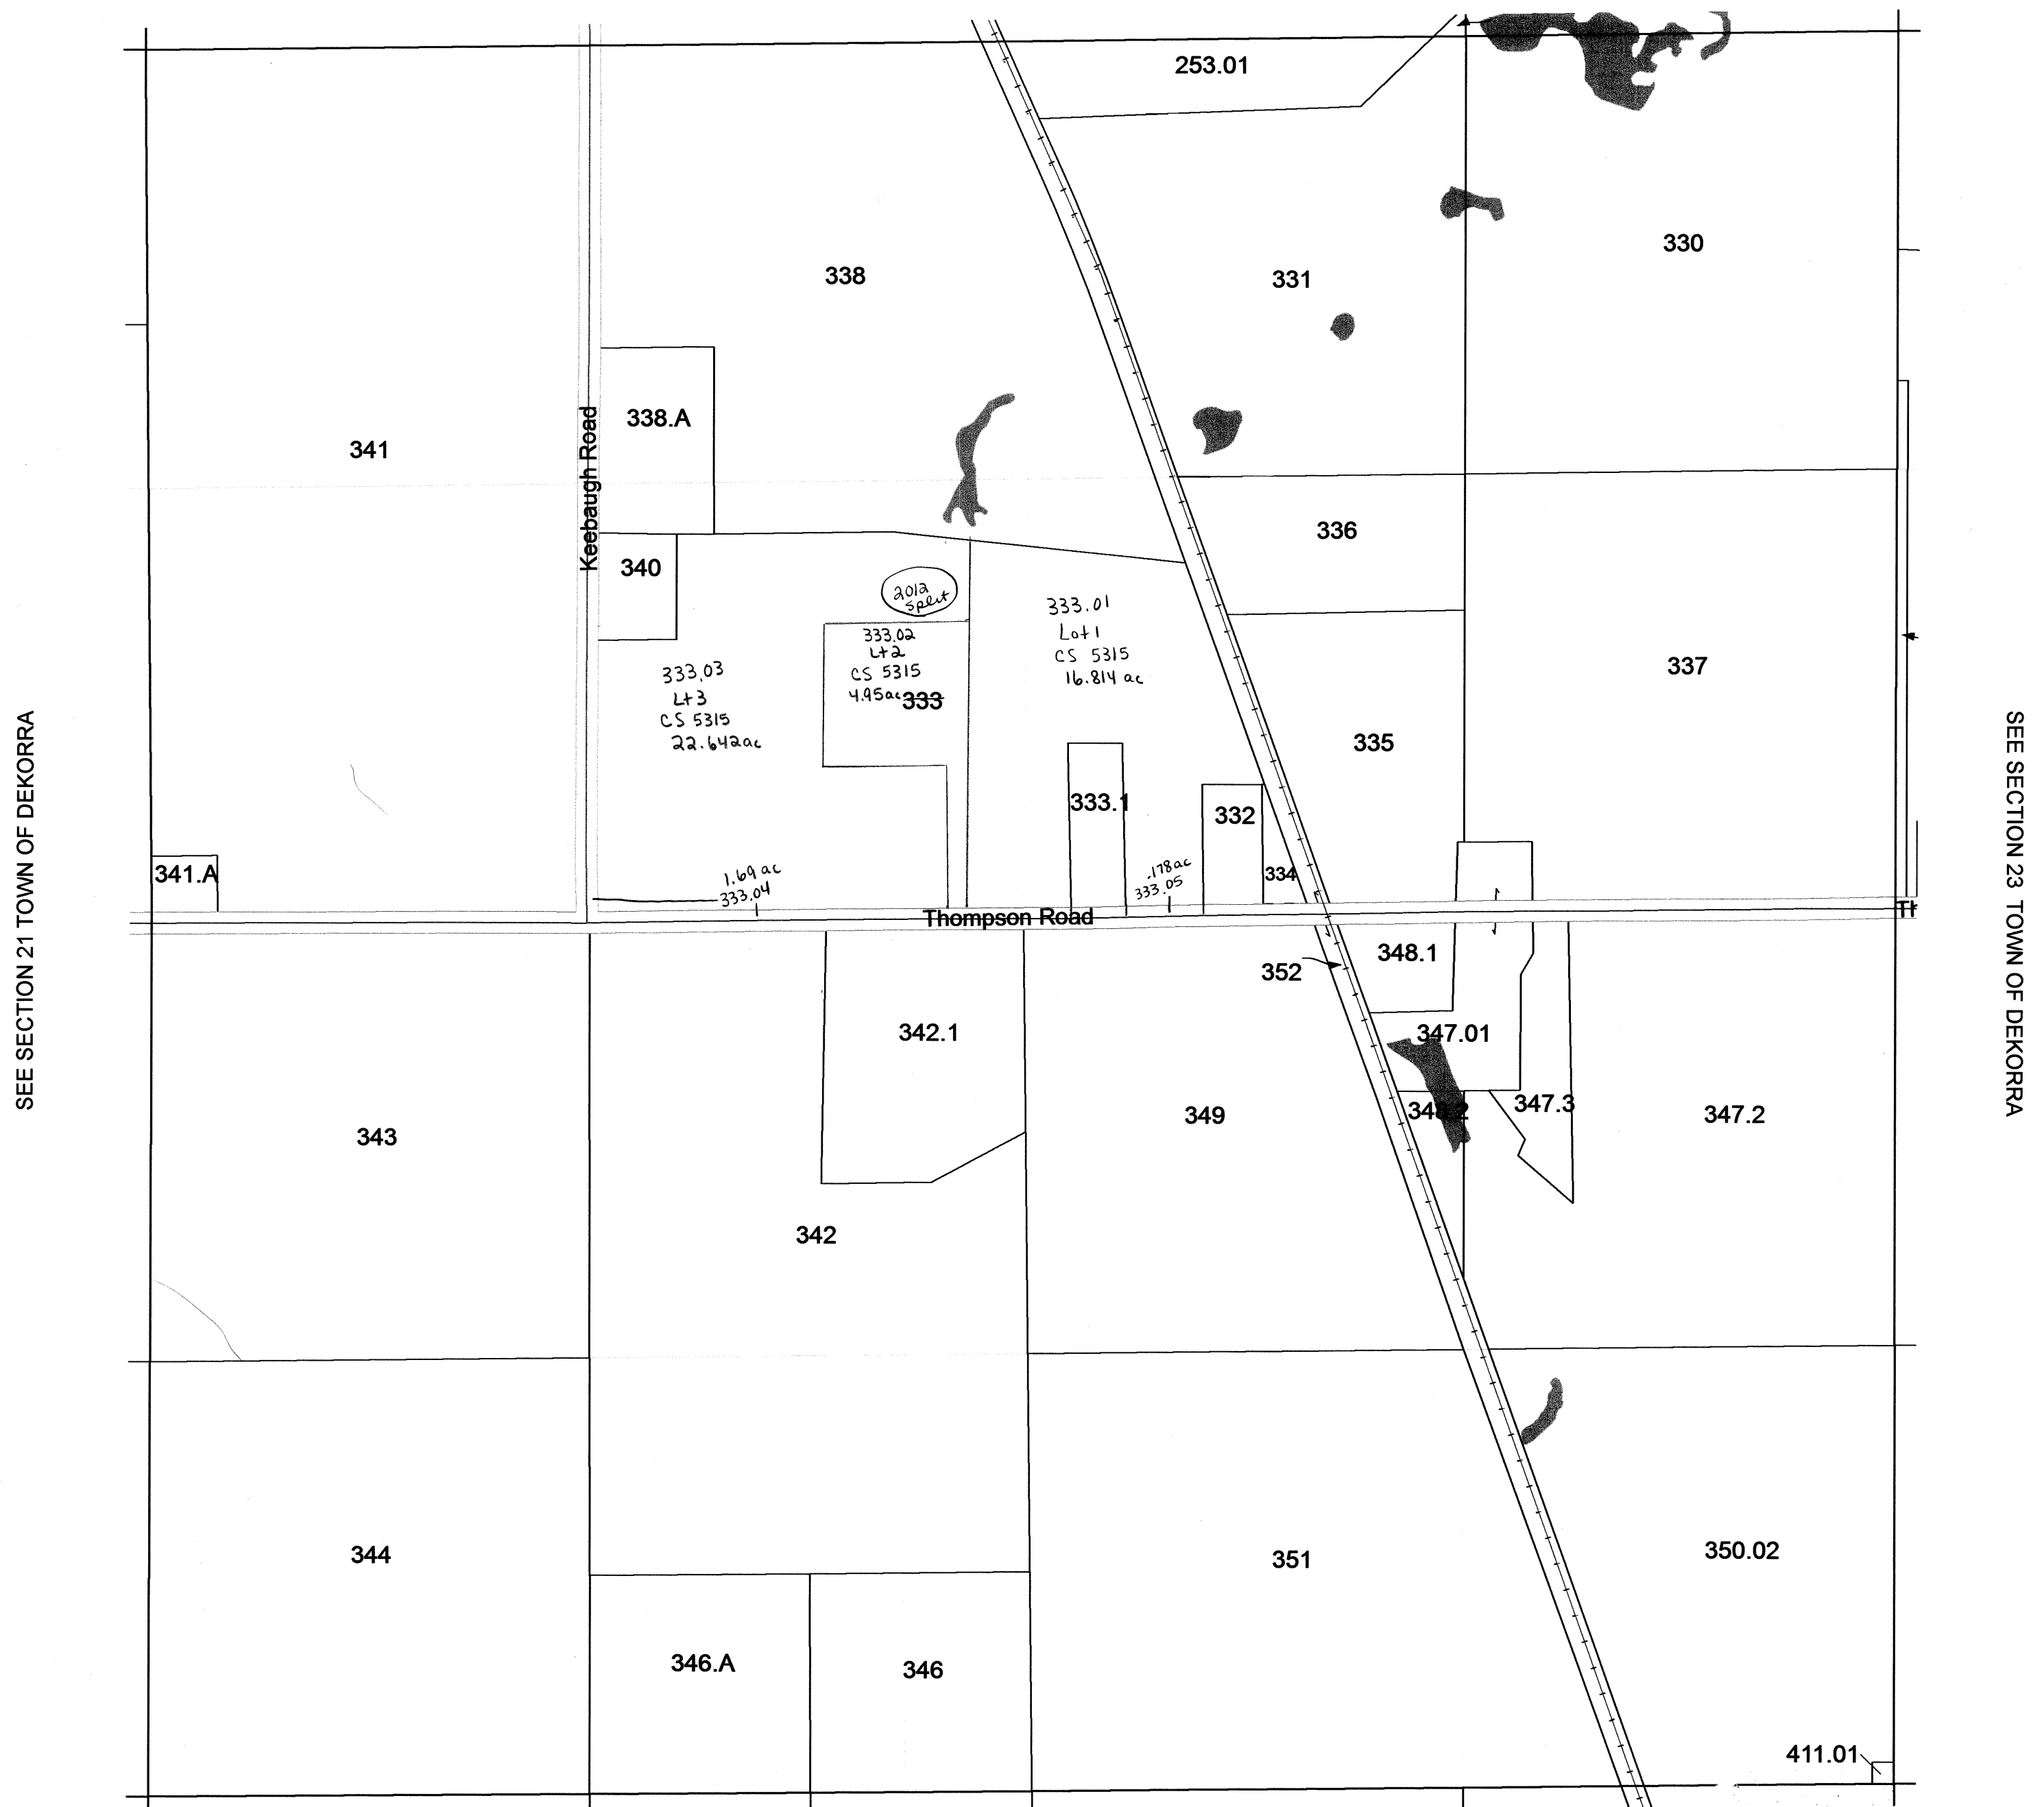 253.01
330
338
331
338.A
341
Keebaugh Road
336
340
2012
split
333.01
Lot 1
CS 5315
16.814 ac
333.02
Lt 2
CS 5315
4.95ac
333
333.03
Lt 3
CS 5315
22.642ac
337
335
333.1
332
334
341.A
1.69 ac
333.04
.178ac
333.05
Thompson Road
SEE SECTION 21 TOWN OF DEKORRA
SEE SECTION 23 TOWN OF DEKORRA
348.1
352
342.1
347.01
349
348.2
347.3
347.2
343
342
344
351
350.02
346.A
346
411.01